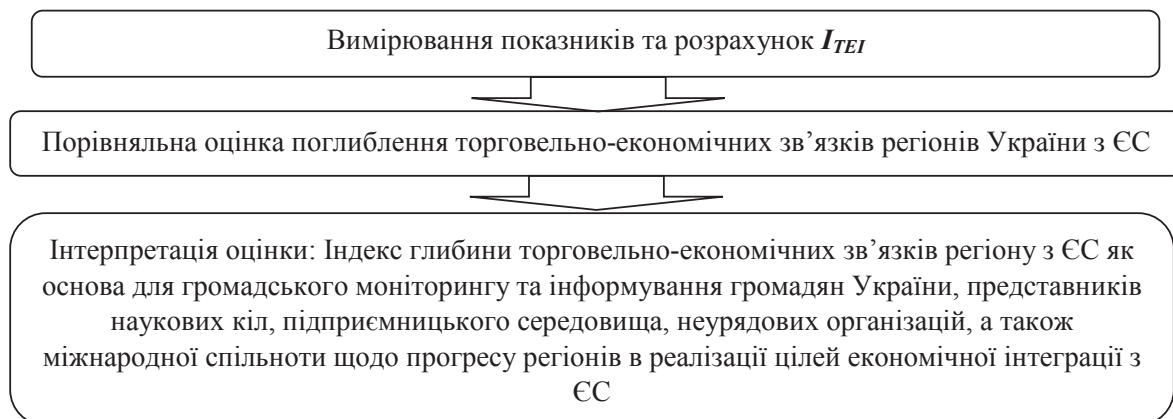 Вимірювання показників та розрахунок I_TEI
Порівняльна оцінка поглиблення торговельно-економічних зв’язків регіонів України з ЄС
Інтерпретація оцінки: Індекс глибини торговельно-економічних зв’язків регіону з ЄС як
основа для громадського моніторингу та інформування громадян України, представників
наукових кіл, підприємницького середовища, неурядових організацій, а також
міжнародної спільноти щодо прогресу регіонів в реалізації цілей економічної інтеграції з
ЄС